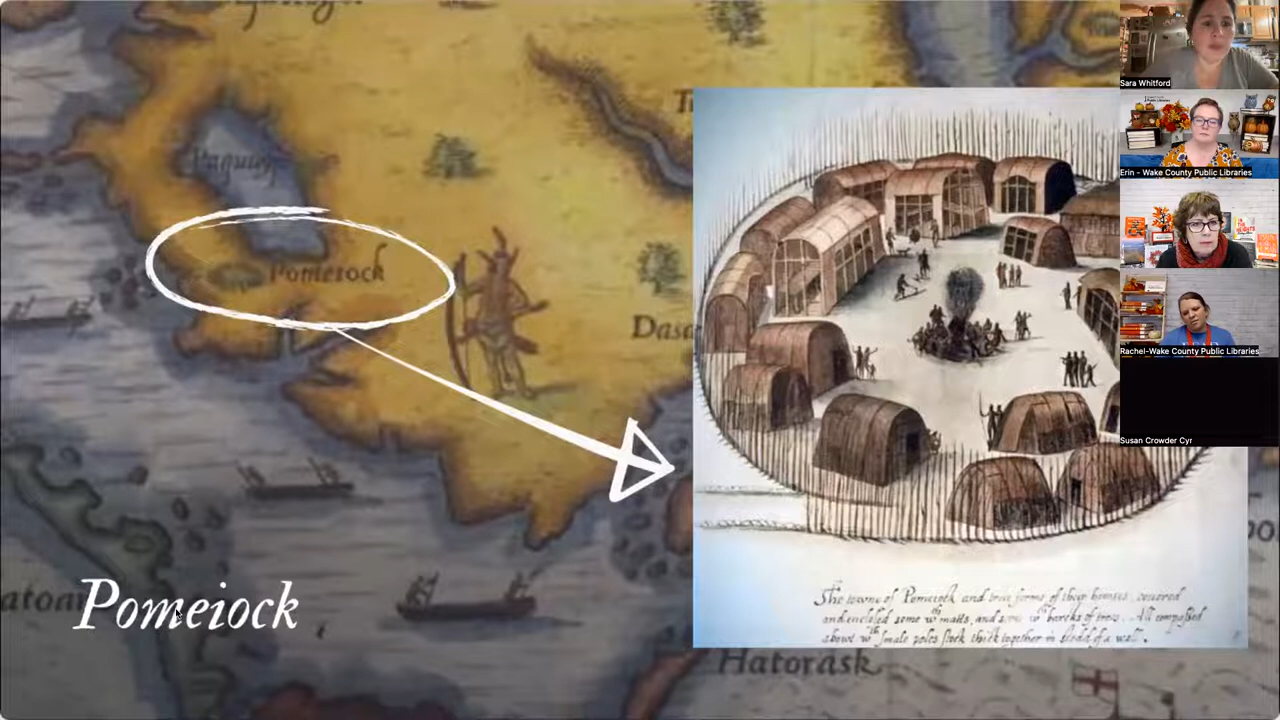 Paquiup
Pomeiock
Dasa
Hatorask
Pomeiock
The towne of Pomeiock and true forme of their howses, couered
and enclosed some wth matts, and some wth barcks of trees. All compassed
abowt wth smale poles stock thick together in stedd of a wall.
Sara Whitford
Erin - Wake County Public Libraries
Rachel-Wake County Public Libraries
Susan Crowder Cyr